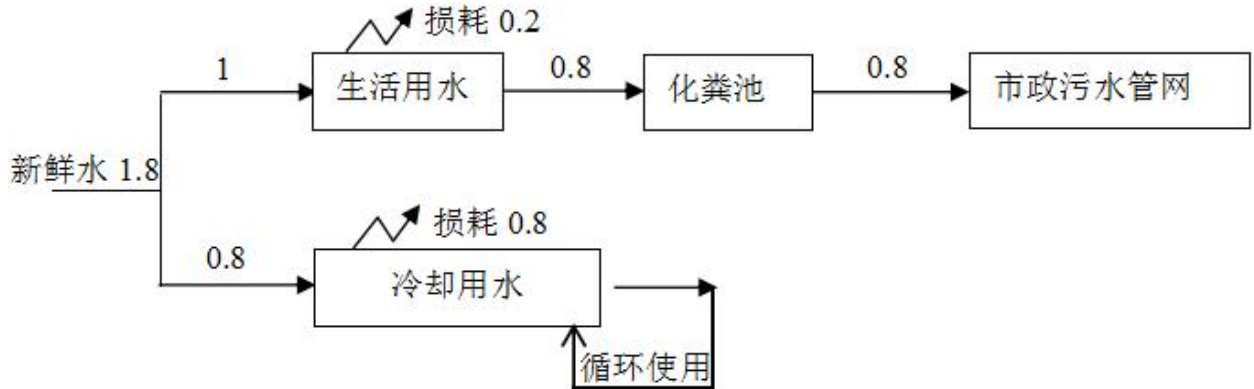 损耗 0.2
1
生活用水
0.8
化粪池
0.8
市政污水管网
新鲜水 1.8
损耗 0.8
0.8
冷却用水
循环使用